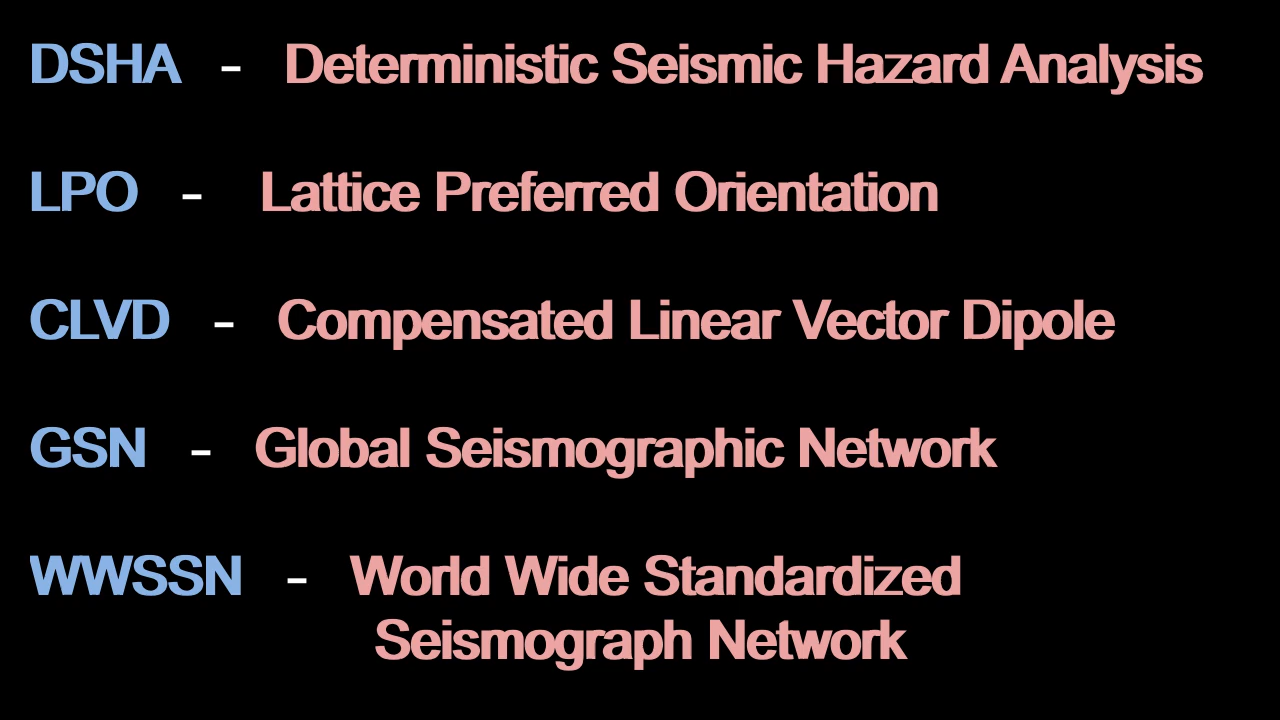 DSHA - Deterministic Seismic Hazard Analysis
LPO - Lattice Preferred Orientation
CLVD - Compensated Linear Vector Dipole
GSN - Global Seismographic Network
WWSSN - World Wide Standardized
Seismograph Network